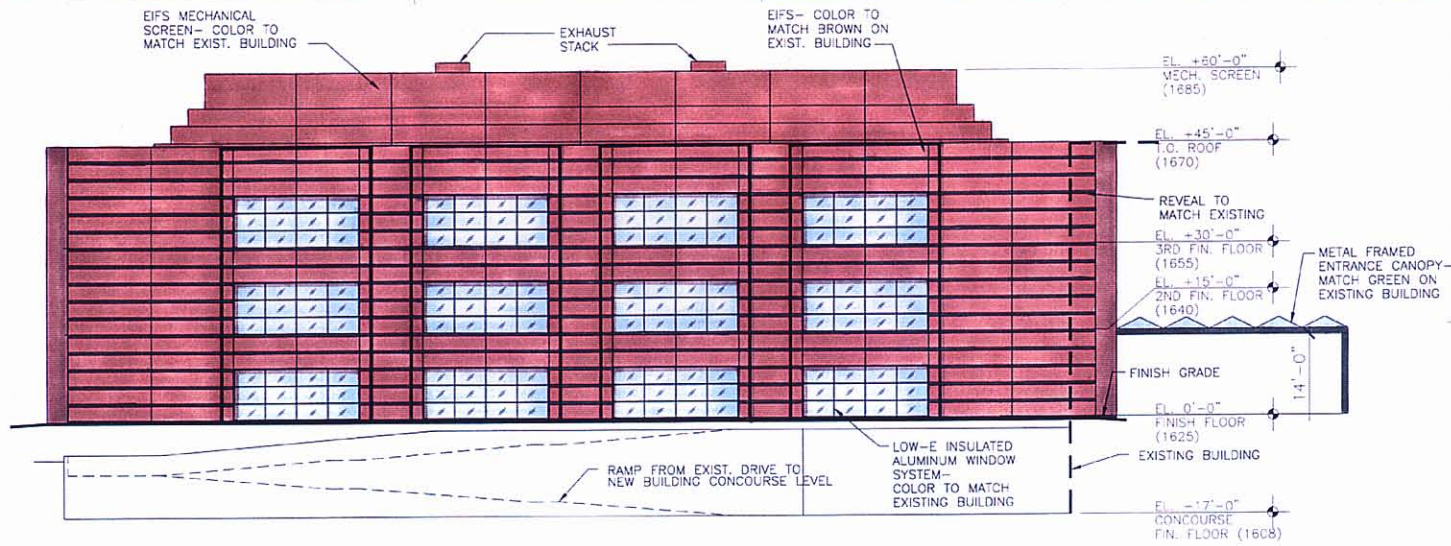 EIFS MECHANICAL
SCREEN- COLOR TO
MATCH EXIST. BUILDING
EXHAUST
STACK
EIFS- COLOR TO
MATCH BROWN ON
EXIST. BUILDING
EL. +60'-0"
MECH. SCREEN
(1685)
EL. +45'-0"
T.O. ROOF
(1670)
REVEAL TO
MATCH EXISTING
EL. +30'-0"
3RD FIN. FLOOR
(1655)
EL. +15'-0"
2ND FIN. FLOOR
(1640)
METAL FRAMED
ENTRANCE CANOPY-
MATCH GREEN ON
EXISTING BUILDING
14'-0"
FINISH GRADE
EL. 0'-0"
FINISH FLOOR
(1625)
EXISTING BUILDING
LOW-E INSULATED
ALUMINUM WINDOW
SYSTEM-
COLOR TO MATCH
EXISTING BUILDING
RAMP FROM EXIST. DRIVE TO
NEW BUILDING CONCOURSE LEVEL
EL. -17'-0"
CONCOURSE
FIN. FLOOR (1608)